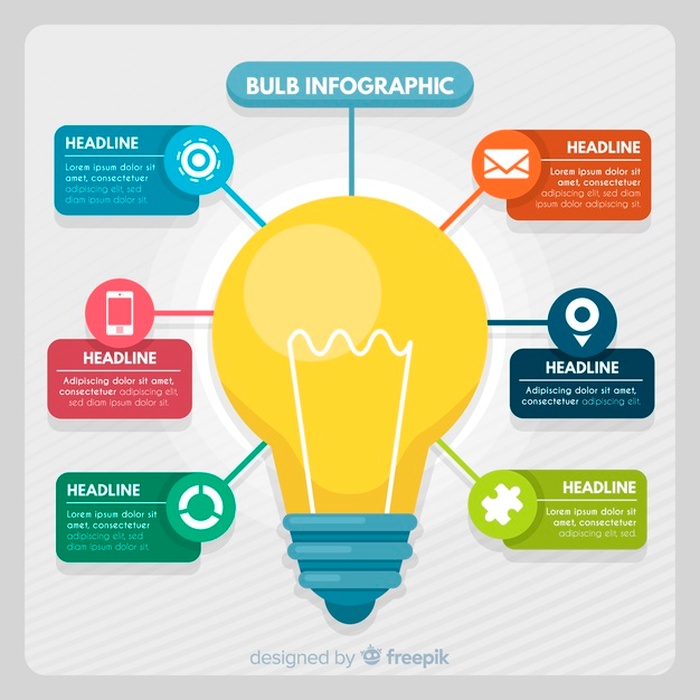 BULB INFOGRAPHIC
HEADLINE
Lorem ipsum dolor sit
amet, consectetuer
adipiscing elit, sed
diam ipsum dolor sit.
HEADLINE
Lorem ipsum dolor sit
amet, consectetuer
adipiscing elit, sed diam
ipsum dolor adipiscing sit.
HEADLINE
Adipiscing dolor sit amet,
consectetuer adipiscing elit,
sed diam ipsum dolor sit.
HEADLINE
Adipiscing dolor sit amet,
consectetuer adipiscing elit.
HEADLINE
Lorem ipsum dolor sit
amet, consectetuer
adipiscing elit, sed
diam ipsum dolor sit.
HEADLINE
Lorem ipsum dolor sit
amet, consectetuer
adipiscing elit, sed.
designed by freepik